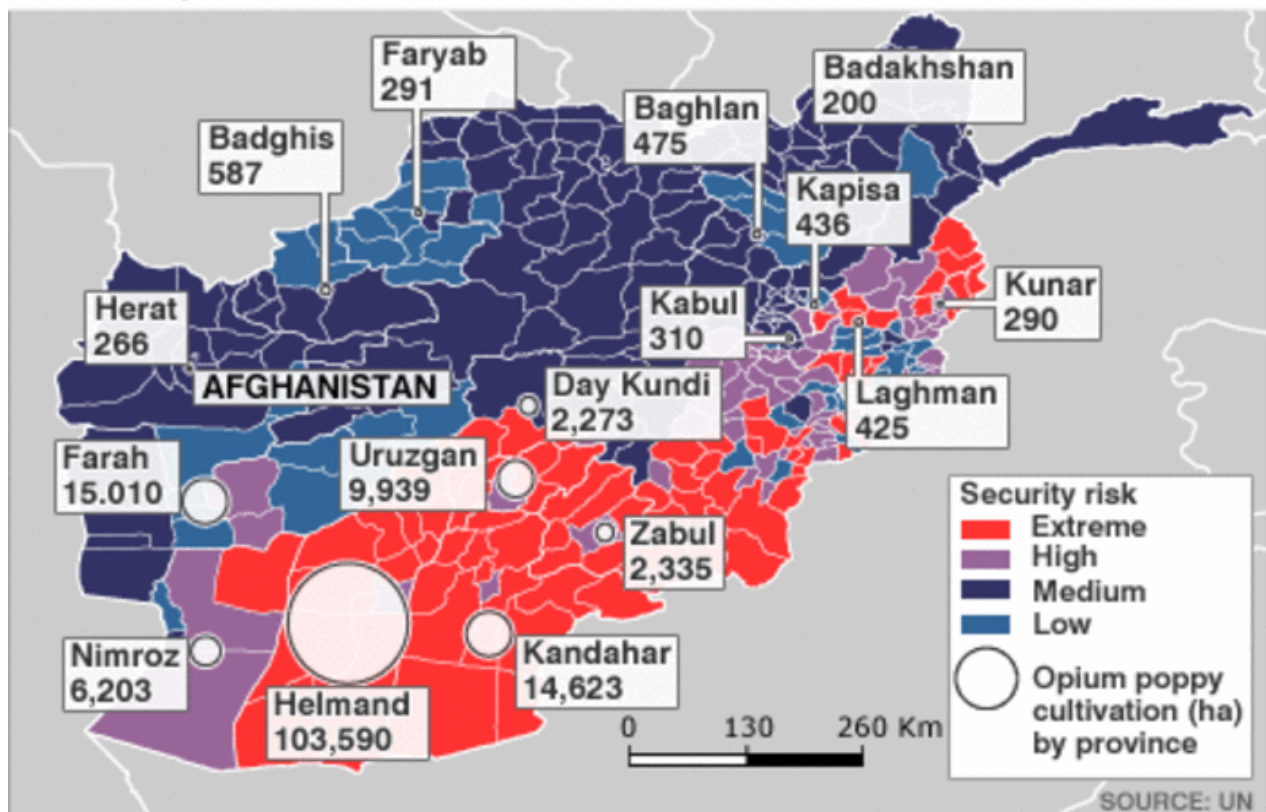 Faryab
291
Badakhshan
200
Baghlan
475
Badghis
587
Kapisa
436
Herat
266
Kabul
310
Kunar
290
AFGHANISTAN
Day Kundi
2,273
Laghman
425
Farah
15.010
Uruzgan
9,939
Zabul
2,335
Nimroz
6,203
Kandahar
14,623
Helmand
103,590
0 130 260 Km
Security risk
Extreme
High
Medium
Low
Opium poppy
cultivation (ha)
by province
SOURCE: UN